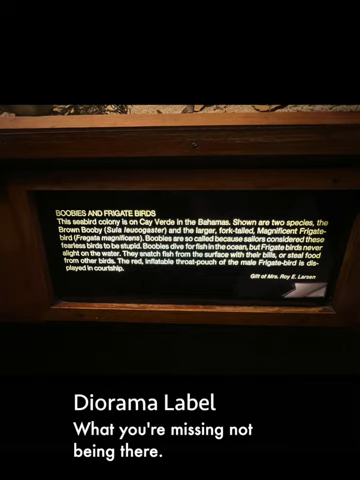 BOOBIES AND FRIGATE BIRDS
This seabird colony is on Cay Verde in the Bahamas. Shown are two species, the
Brown Booby (Sula leucogaster) and the larger, fork-tailed, Magnificent Frigate-
bird (Fregata magnificens). Boobies are so called because sailors considered these
fearless birds to be stupid. Boobies dive for fish in the ocean, but Frigate birds never
alight on the water. They snatch fish from the surface with their bills, or steal food
from other birds. The red, inflatable throat-pouch of the male Frigate-bird is dis-
played in courtship.
Gift of Mrs. Roy E. Larsen
Diorama Label
What you're missing not
being there.